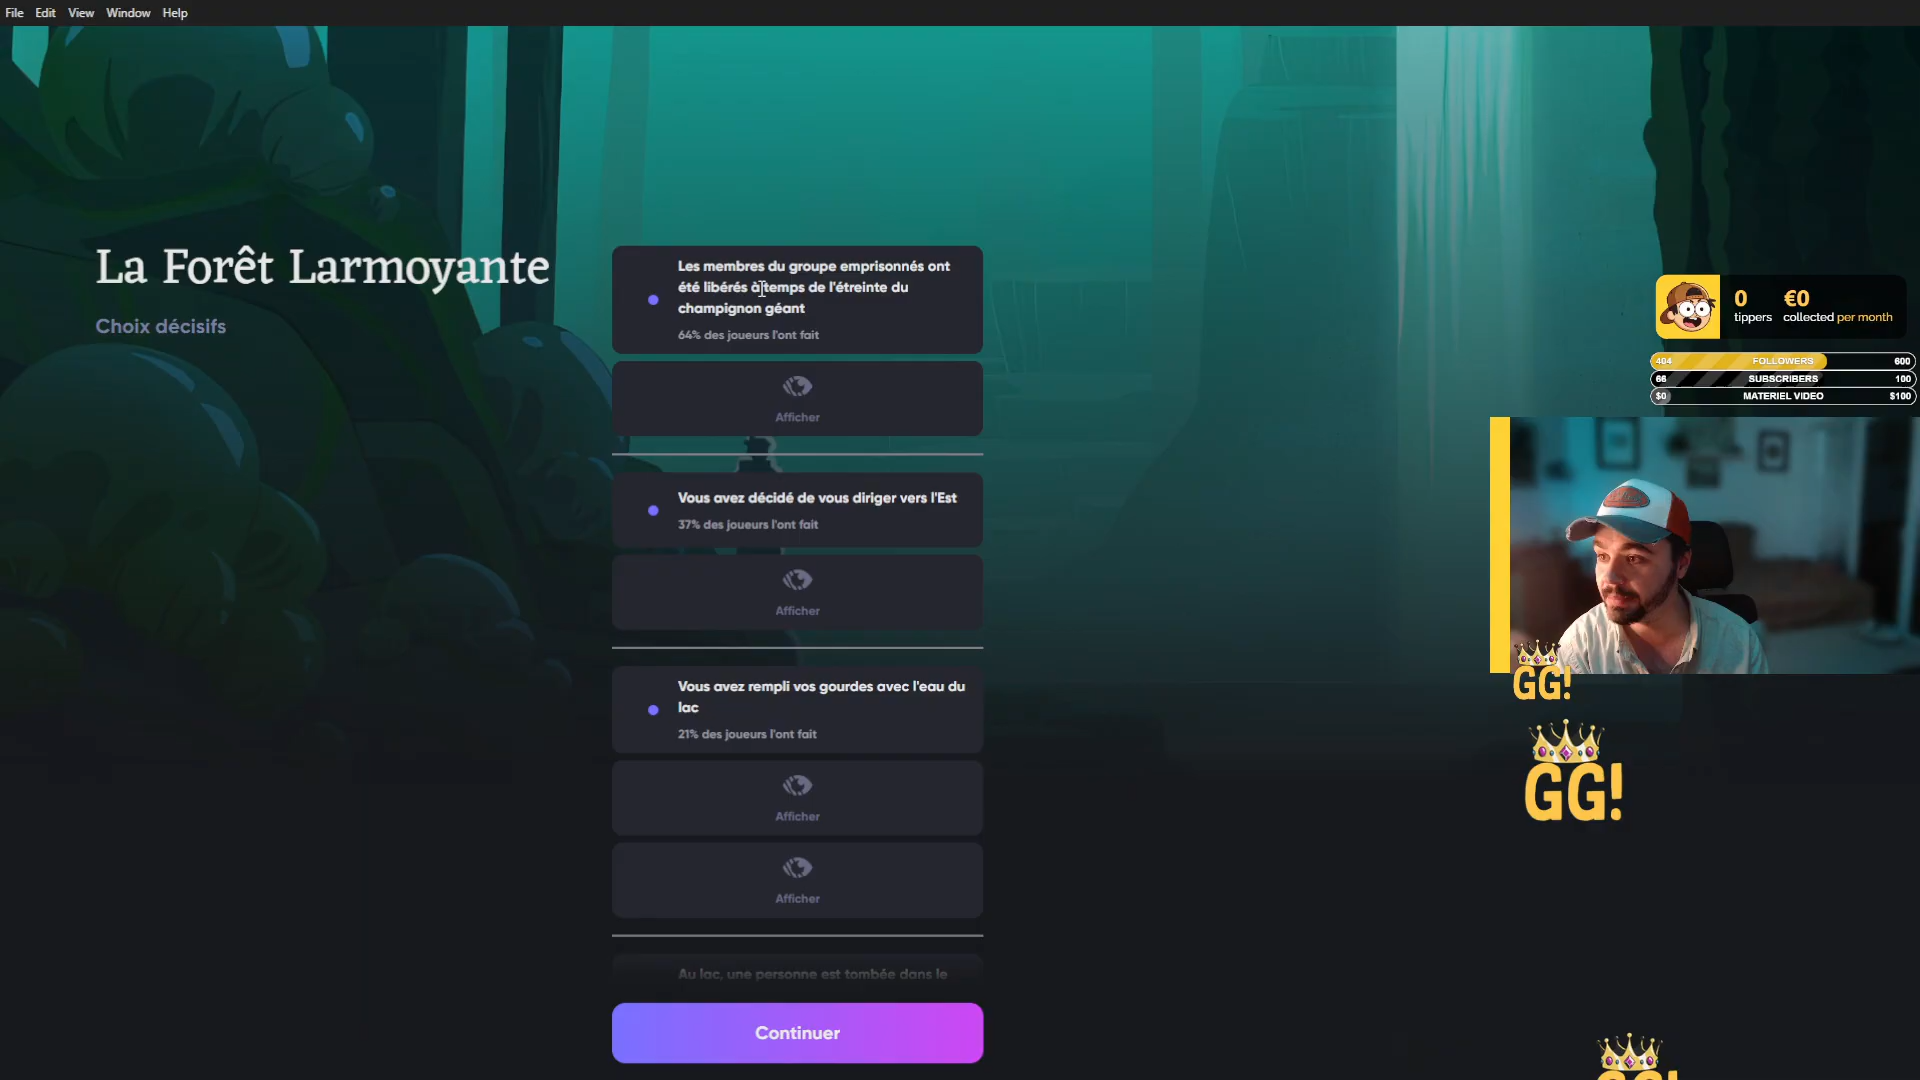 File Edit View Window Help
La Forêt Larmoyante
Choix décisifs
Les membres du groupe emprisonnés ont
été libérés à temps de l'étreinte du
champignon géant
64% des joueurs l'ont fait
Afficher
Vous avez décidé de vous diriger vers l'Est
37% des joueurs l'ont fait
Afficher
Vous avez rempli vos gourdes avec l'eau du
lac
21% des joueurs l'ont fait
Afficher
Afficher
Au lac, une personne est tombée dans le
Continuer
0 €0
tippers collected per month
404 FOLLOWERS 600
66 SUBSCRIBERS 100
$0 MATERIEL VIDEO $100
GG!
GG!
GG!